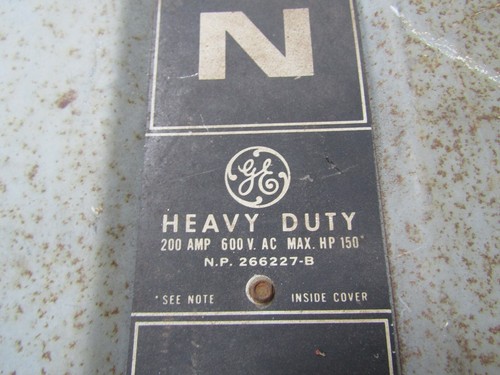 N
GE
HEAVY DUTY
200 AMP 600 V. AC MAX. HP 150*
N.P. 266227-B
*SEE NOTE INSIDE COVER